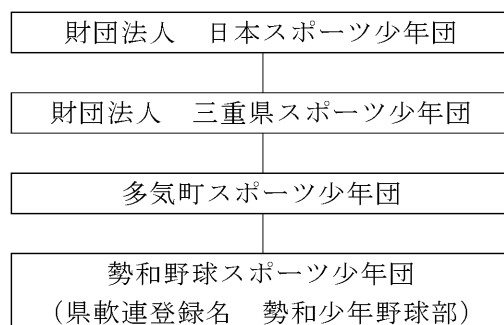 財団法人　日本スポーツ少年団
財団法人　三重県スポーツ少年団
多気町スポーツ少年団
勢和野球スポーツ少年団
（県軟連登録名　勢和少年野球部）